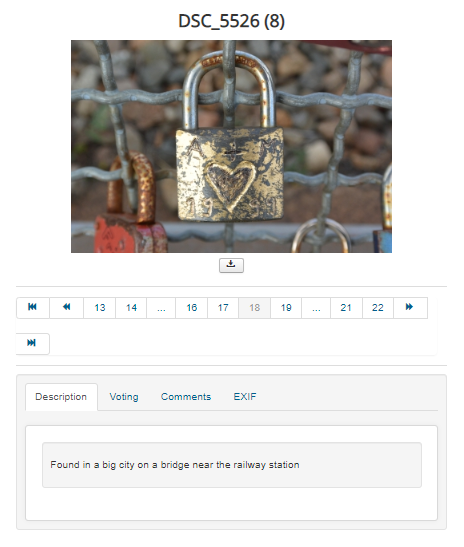 DSC_5526 (8)
13 14 ... 16 17 18 19 ... 21 22
Description Voting Comments EXIF
Found in a big city on a bridge near the railway station